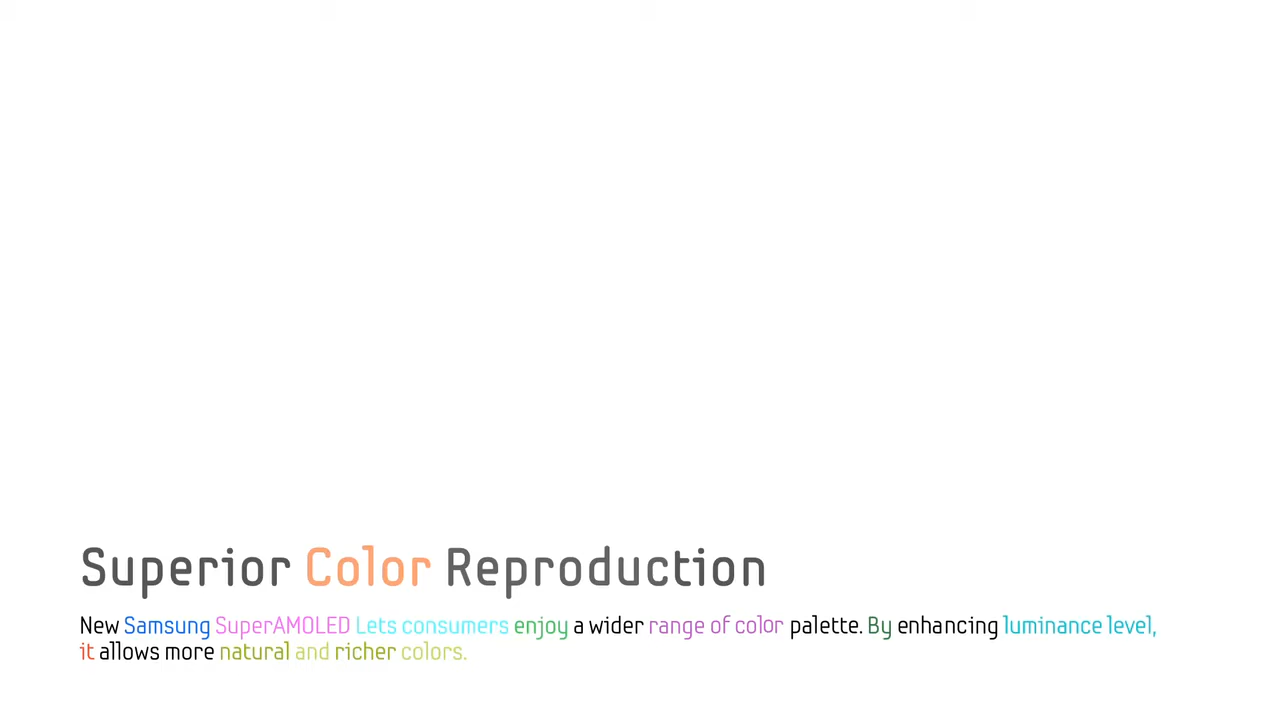 Superior Color Reproduction
New Samsung SuperAMOLED Lets consumers enjoy a wider range of color palette. By enhancing luminance level,
it allows more natural and richer colors.